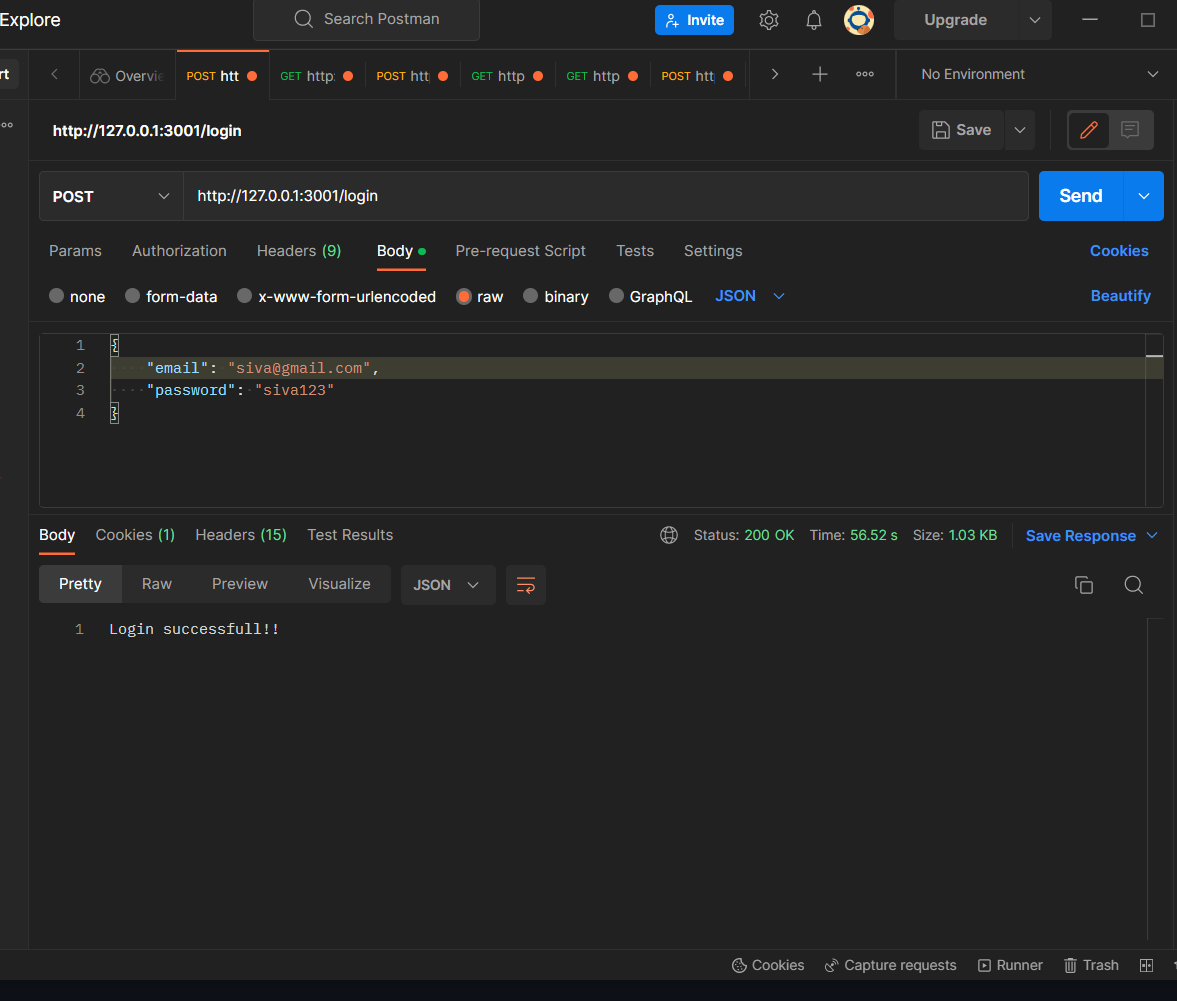 Explore
Search Postman
Invite
Upgrade
rt
Overvie
POST htt
GET http:
POST htt
GET http
GET http
POST htt
No Environment
http://127.0.0.1:3001/login
Save
POST
http://127.0.0.1:3001/login
Send
Params Authorization Headers (9) Body Pre-request Script Tests Settings Cookies
none form-data x-www-form-urlencoded raw binary GraphQL JSON Beautify
1 {
2 "email": "siva@gmail.com",
3 "password": "siva123"
4 }
Body Cookies (1) Headers (15) Test Results Status: 200 OK Time: 56.52 s Size: 1.03 KB Save Response
Pretty Raw Preview Visualize JSON
1 Login successfull!!
Cookies Capture requests Runner Trash